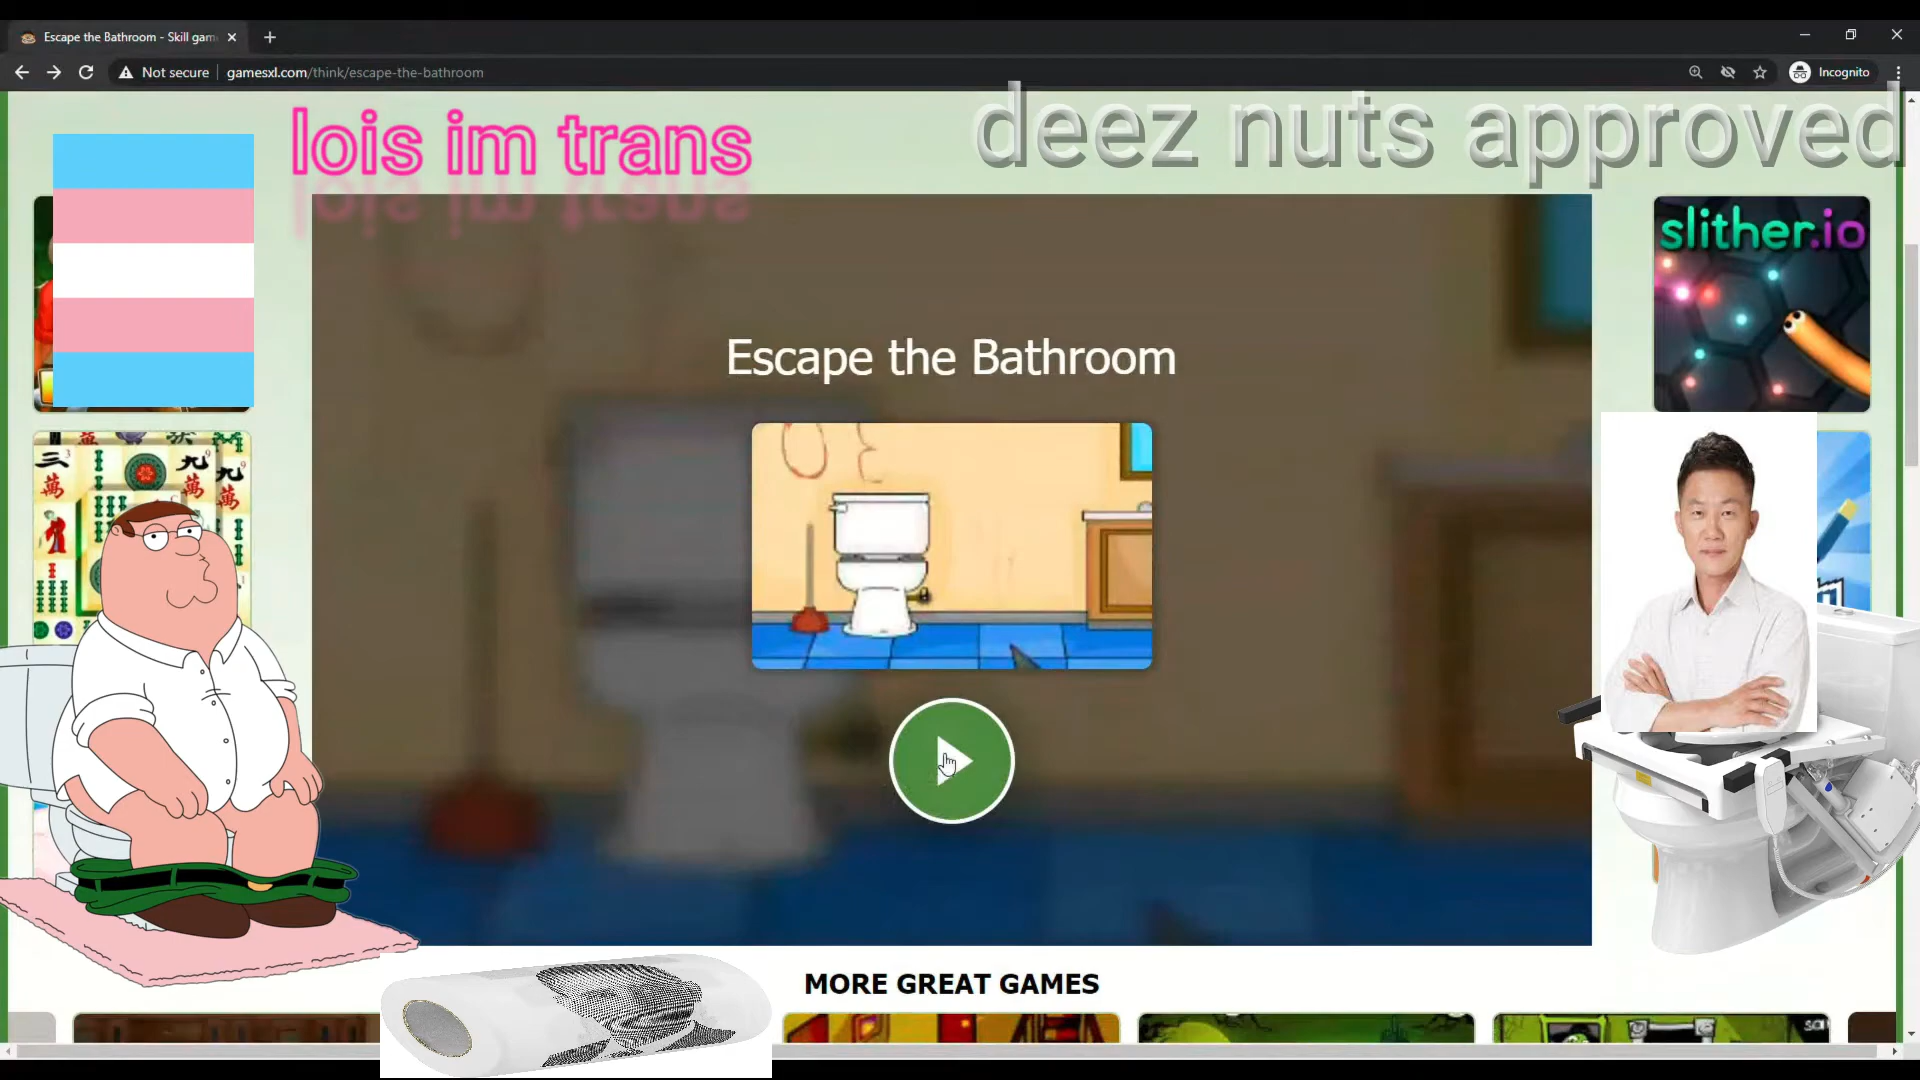 Escape the Bathroom - Skill gam
Not secure
gamesxl.com/think/escape-the-bathroom
Incognito
lois im trans
deez nuts approved
slither.io
Escape the Bathroom
MORE GREAT GAMES